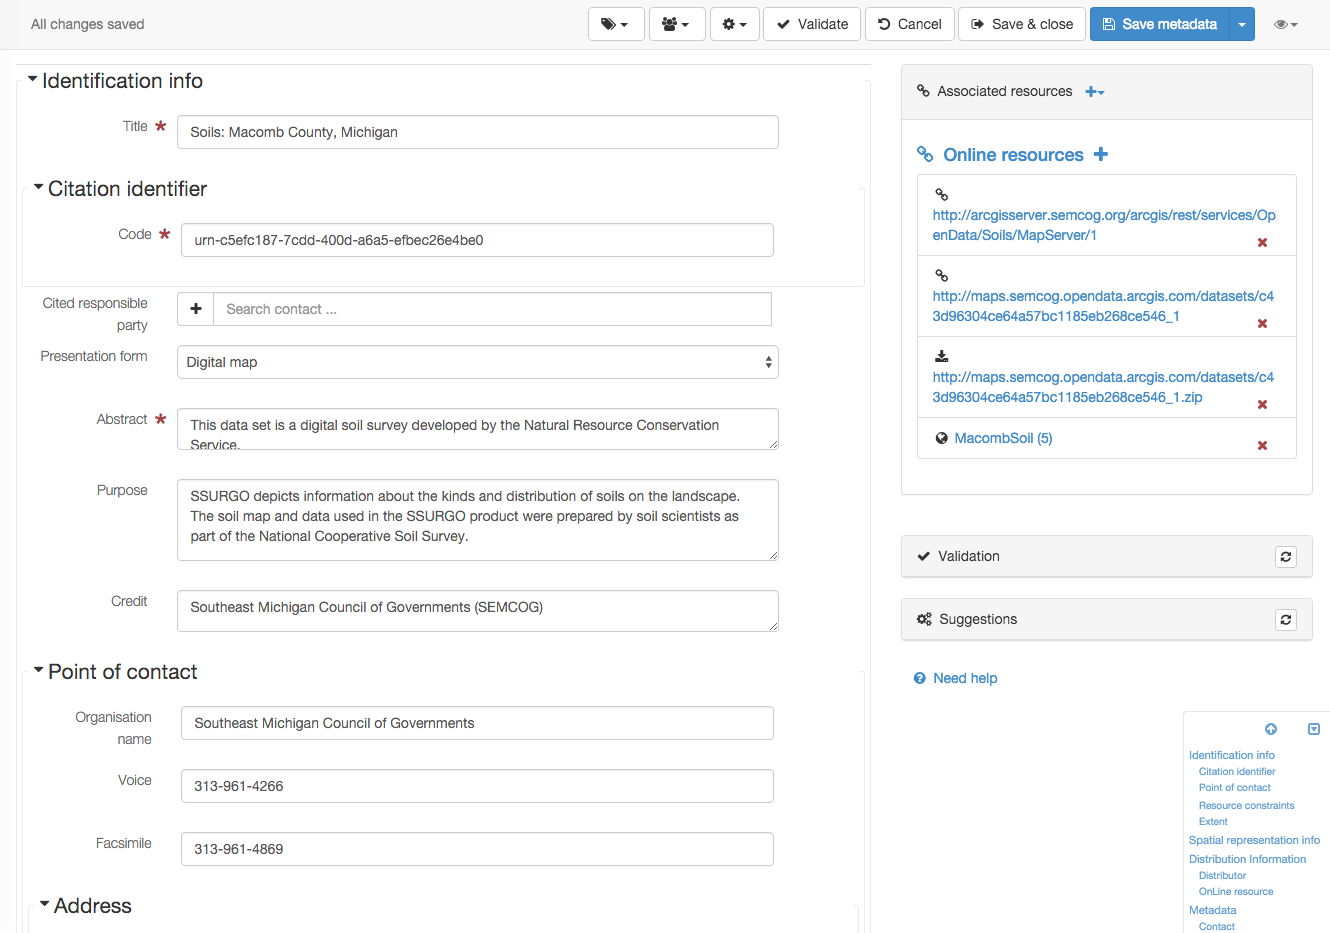 All changes saved
Validate
Cancel
Save & close
Save metadata
Identification info
Title *
Soils: Macomb County, Michigan
Citation identifier
Code *
urn-c5efc187-7cdd-400d-a6a5-efbec26e4be0
Cited responsible
party
Search contact ...
Presentation form
Digital map
Abstract *
This data set is a digital soil survey developed by the Natural Resource Conservation
Service.
Purpose
SSURGO depicts information about the kinds and distribution of soils on the landscape.
The soil map and data used in the SSURGO product were prepared by soil scientists as
part of the National Cooperative Soil Survey.
Credit
Southeast Michigan Council of Governments (SEMCOG)
Point of contact
Organisation
name
Southeast Michigan Council of Governments
Voice
313-961-4266
Facsimile
313-961-4869
Address
Associated resources
Online resources
http://arcgisserver.semcog.org/arcgis/rest/services/Op
enData/Soils/MapServer/1
http://maps.semcog.opendata.arcgis.com/datasets/c4
3d96304ce64a57bc1185eb268ce546_1
http://maps.semcog.opendata.arcgis.com/datasets/c4
3d96304ce64a57bc1185eb268ce546_1.zip
MacombSoil (5)
Validation
Suggestions
Need help
Identification info
Citation identifier
Point of contact
Resource constraints
Extent
Spatial representation info
Distribution Information
Distributor
OnLine resource
Metadata
Contact